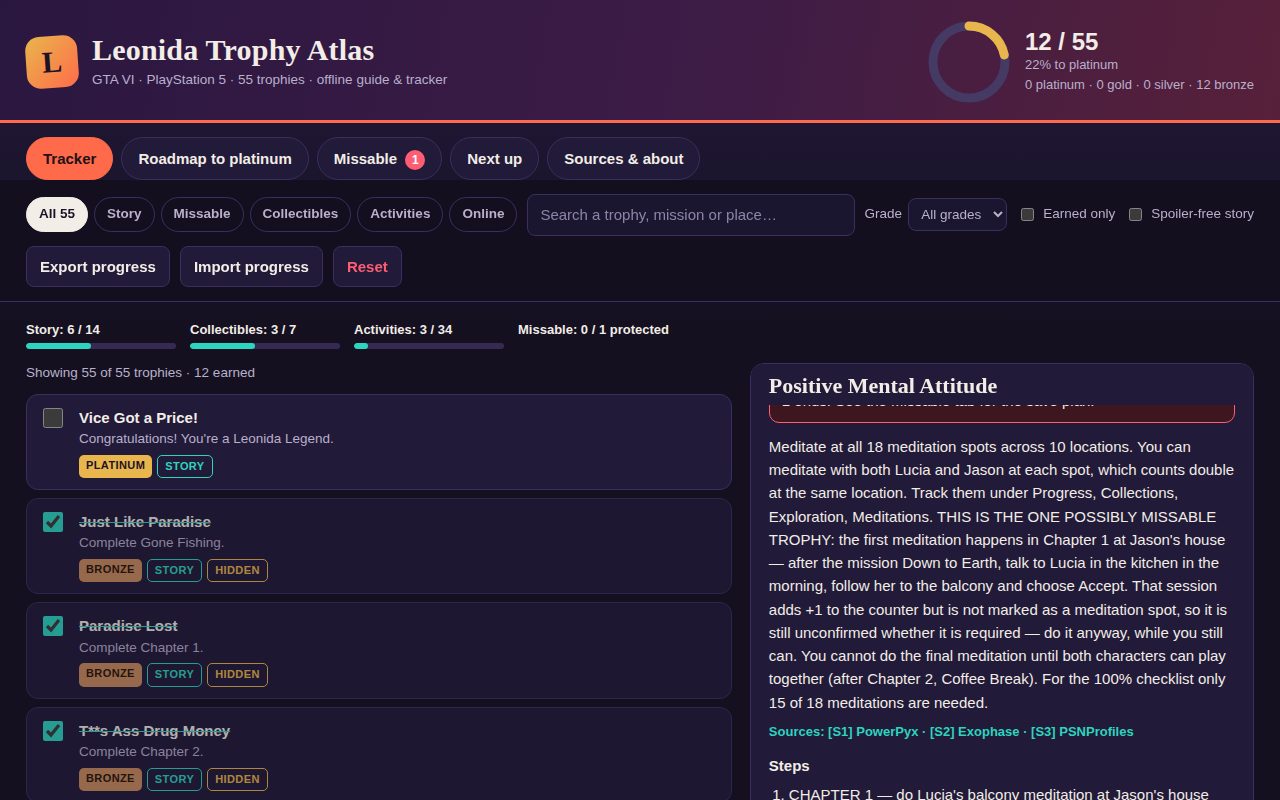 L
Leonida Trophy Atlas
GTA VI · PlayStation 5 · 55 trophies · offline guide & tracker
12 / 55
22% to platinum
0 platinum · 0 gold · 0 silver · 12 bronze
Tracker
Roadmap to platinum
Missable 1
Next up
Sources & about
All 55
Story
Missable
Collectibles
Activities
Online
Search a trophy, mission or place…
Grade
All grades
Earned only
Spoiler-free story
Export progress
Import progress
Reset
Story: 6 / 14
Collectibles: 3 / 7
Activities: 3 / 34
Missable: 0 / 1 protected
Showing 55 of 55 trophies · 12 earned
Vice Got a Price!
Congratulations! You're a Leonida Legend.
PLATINUM
STORY
Just Like Paradise
Complete Gone Fishing.
BRONZE
STORY
HIDDEN
Paradise Lost
Complete Chapter 1.
BRONZE
STORY
HIDDEN
T**s Ass Drug Money
Complete Chapter 2.
BRONZE
STORY
HIDDEN
Positive Mental Attitude
Meditate at all 18 meditation spots across 10 locations. You can
meditate with both Lucia and Jason at each spot, which counts double
at the same location. Track them under Progress, Collections,
Exploration, Meditations. THIS IS THE ONE POSSIBLY MISSABLE
TROPHY: the first meditation happens in Chapter 1 at Jason's house
— after the mission Down to Earth, talk to Lucia in the kitchen in the
morning, follow her to the balcony and choose Accept. That session
adds +1 to the counter but is not marked as a meditation spot, so it is
still unconfirmed whether it is required — do it anyway, while you still
can. You cannot do the final meditation until both characters can play
together (after Chapter 2, Coffee Break). For the 100% checklist only
15 of 18 meditations are needed.
Sources: [S1] PowerPyx · [S2] Exophase · [S3] PSNProfiles
Steps
1. CHAPTER 1 — do Lucia's balcony meditation at Jason's house